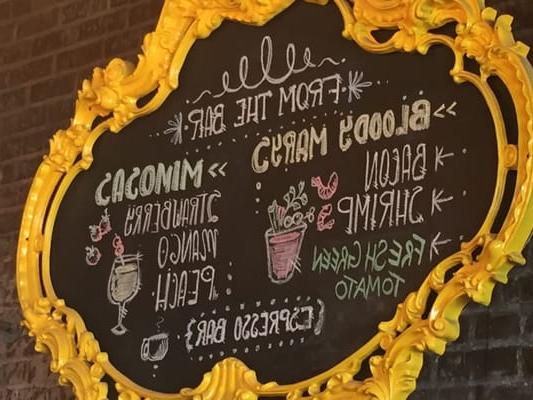 FROM THE BAR
BLOODY MARYS
BACON
SHRIMP
FRESH GREEN
TOMATO
MIMOSAS
STRAWBERRY
MANGO
PEACH
{ESPRESSO BAR}